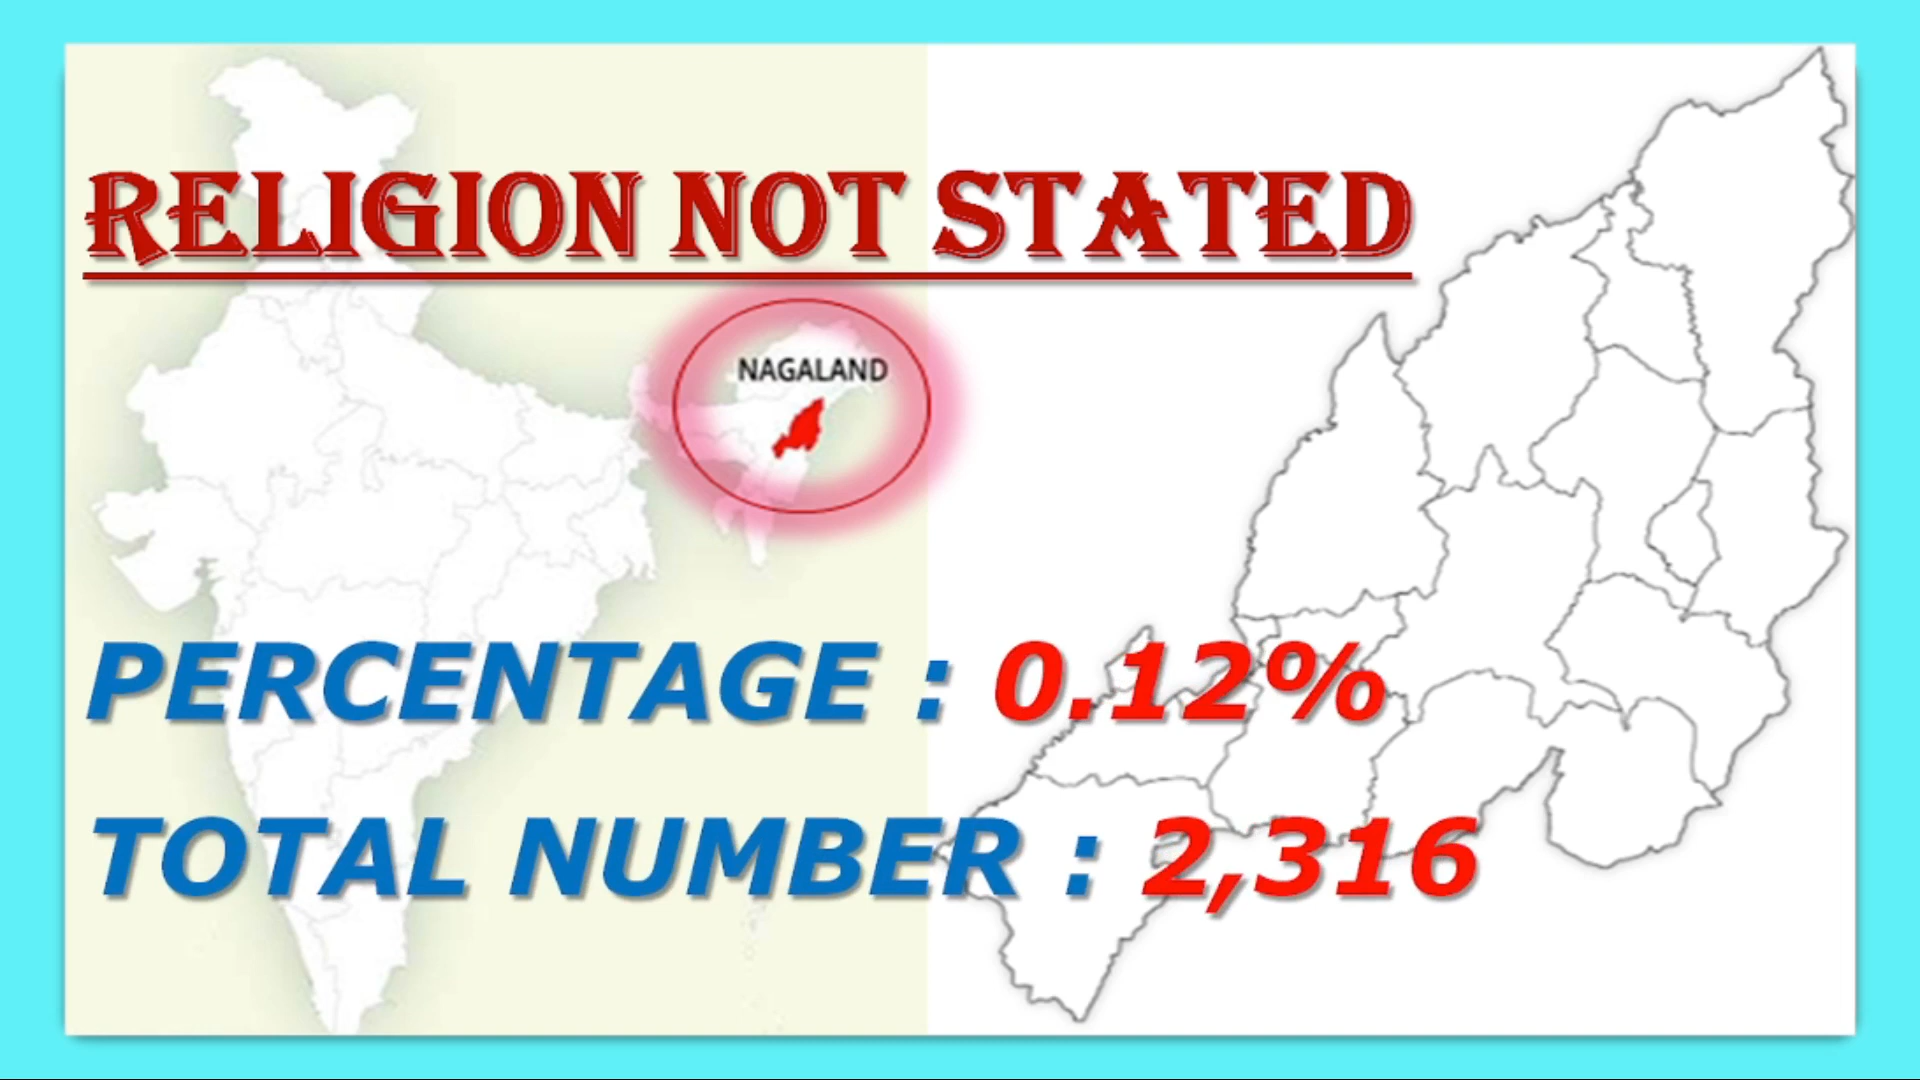 RELIGION NOT STATED
NAGALAND
PERCENTAGE : 0.12%
TOTAL NUMBER : 2,316